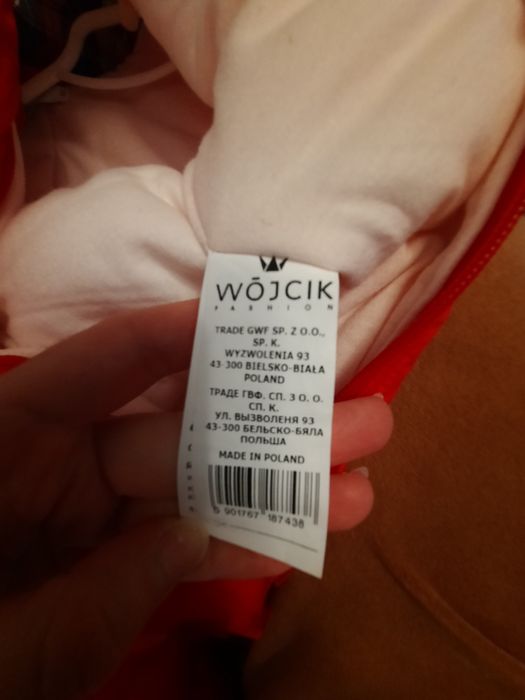 WÓJCIK
FASHION
TRADE GWF SP. Z O.O.,
SP. K.
WYZWOLENIA 93
43-300 BIELSKO-BIAŁA
POLAND
ТРАДЕ ГВФ. СП. З О. О.
СП. К.
УЛ. ВЫЗВОЛЕНЯ 93
43-300 БЕЛЬСКО-БЯЛА
ПОЛЬША
MADE IN POLAND
5 901767 187438